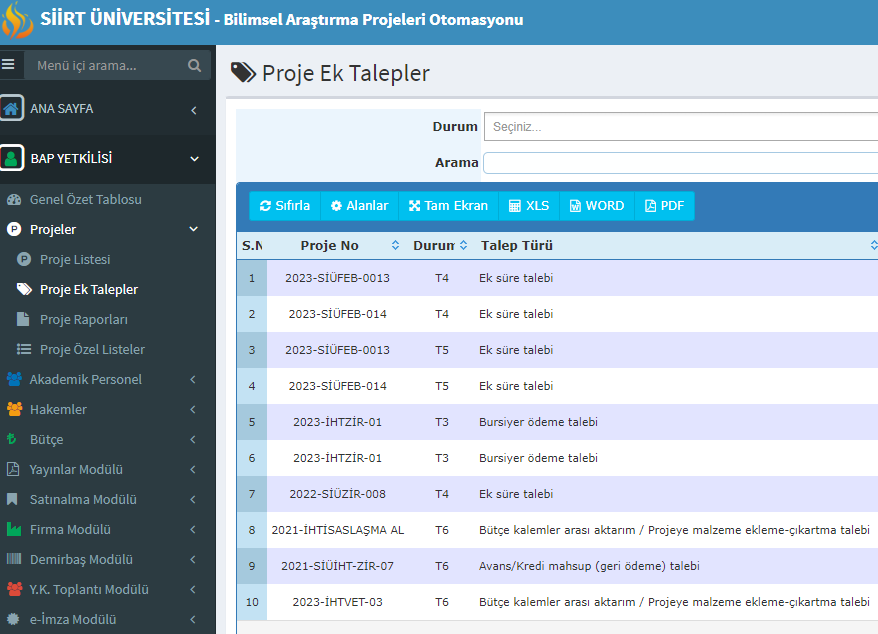 SİİRT ÜNİVERSİTESİ - Bilimsel Araştırma Projeleri Otomasyonu
Menü içi arama...
ANA SAYFA
BAP YETKİLİSİ
Genel Özet Tablosu
P Projeler
P Proje Listesi
Proje Ek Talepler
Proje Raporları
Proje Özel Listeler
Akademik Personel
Hakemler
Bütçe
Yayınlar Modülü
Satınalma Modülü
Firma Modülü
Demirbaş Modülü
Y.K. Toplantı Modülü
e-İmza Modülü
Proje Ek Talepler
Durum Seçiniz...
Arama
Sıfırla Alanlar Tam Ekran XLS WORD PDF
S.N Proje No Durum Talep Türü
1 2023-SİÜFEB-0013 T4 Ek süre talebi
2 2023-SİÜFEB-014 T4 Ek süre talebi
3 2023-SİÜFEB-0013 T5 Ek süre talebi
4 2023-SİÜFEB-014 T5 Ek süre talebi
5 2023-İHTZİR-01 T3 Bursiyer ödeme talebi
6 2023-İHTZİR-01 T3 Bursiyer ödeme talebi
7 2022-SİÜZİR-008 T4 Ek süre talebi
8 2021-İHTİSASLAŞMA AL T6 Bütçe kalemler arası aktarım / Projeye malzeme ekleme-çıkartma talebi
9 2021-SİÜİHT-ZİR-07 T6 Avans/Kredi mahsup (geri ödeme) talebi
10 2023-İHTVET-03 T6 Bütçe kalemler arası aktarım / Projeye malzeme ekleme-çıkartma talebi